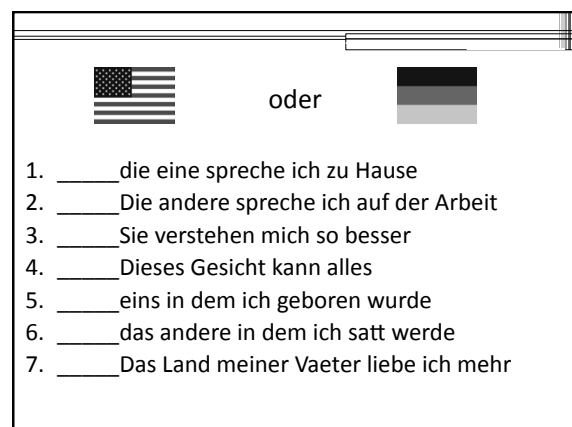 oder
1. _____die eine spreche ich zu Hause
2. _____Die andere spreche ich auf der Arbeit
3. _____Sie verstehen mich so besser
4. _____Dieses Gesicht kann alles
5. _____eins in dem ich geboren wurde
6. _____das andere in dem ich satt werde
7. _____Das Land meiner Vaeter liebe ich mehr